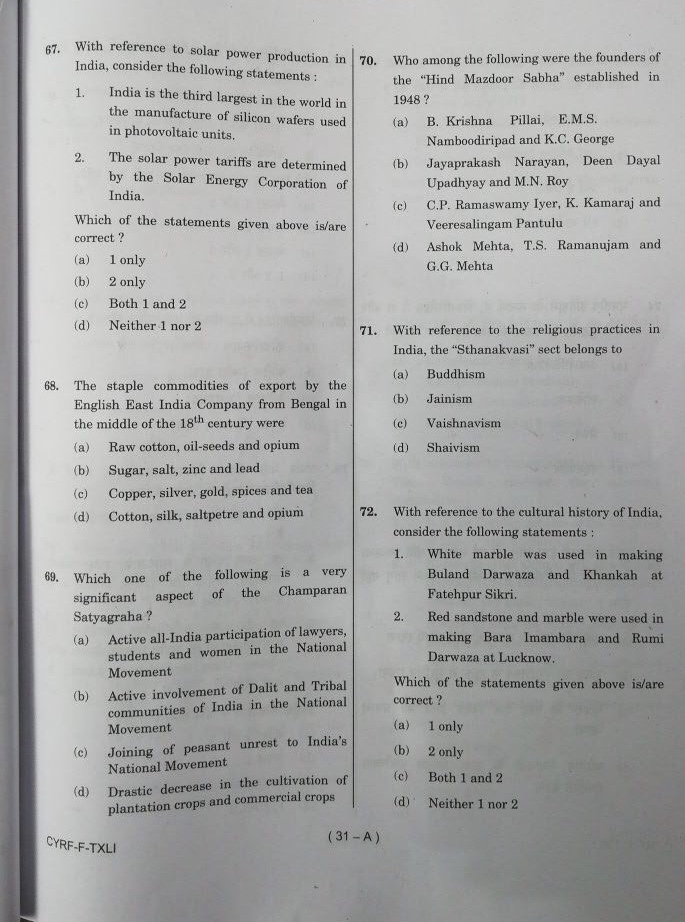 67. With reference to solar power production in
India, consider the following statements :
1. India is the third largest in the world in
the manufacture of silicon wafers used
in photovoltaic units.
2. The solar power tariffs are determined
by the Solar Energy Corporation of
India.
Which of the statements given above is/are
correct ?
(a) 1 only
(b) 2 only
(c) Both 1 and 2
(d) Neither 1 nor 2
68. The staple commodities of export by the
English East India Company from Bengal in
the middle of the 18th century were
(a) Raw cotton, oil-seeds and opium
(b) Sugar, salt, zinc and lead
(c) Copper, silver, gold, spices and tea
(d) Cotton, silk, saltpetre and opium
69. Which one of the following is a very
significant aspect of the Champaran
Satyagraha ?
(a) Active all-India participation of lawyers,
students and women in the National
Movement
(b) Active involvement of Dalit and Tribal
communities of India in the National
Movement
(c) Joining of peasant unrest to India's
National Movement
(d) Drastic decrease in the cultivation of
plantation crops and commercial crops
70. Who among the following were the founders of
the "Hind Mazdoor Sabha" established in
1948 ?
(a) B. Krishna Pillai, E.M.S.
Namboodiripad and K.C. George
(b) Jayaprakash Narayan, Deen Dayal
Upadhyay and M.N. Roy
(c) C.P. Ramaswamy Iyer, K. Kamaraj and
Veeresalingam Pantulu
(d) Ashok Mehta, T.S. Ramanujam and
G.G. Mehta
71. With reference to the religious practices in
India, the "Sthanakvasi" sect belongs to
(a) Buddhism
(b) Jainism
(c) Vaishnavism
(d) Shaivism
72. With reference to the cultural history of India,
consider the following statements :
1. White marble was used in making
Buland Darwaza and Khankah at
Fatehpur Sikri.
2. Red sandstone and marble were used in
making Bara Imambara and Rumi
Darwaza at Lucknow.
Which of the statements given above is/are
correct ?
(a) 1 only
(b) 2 only
(c) Both 1 and 2
(d) Neither 1 nor 2
CYRF-F-TXLI
( 31 – A )